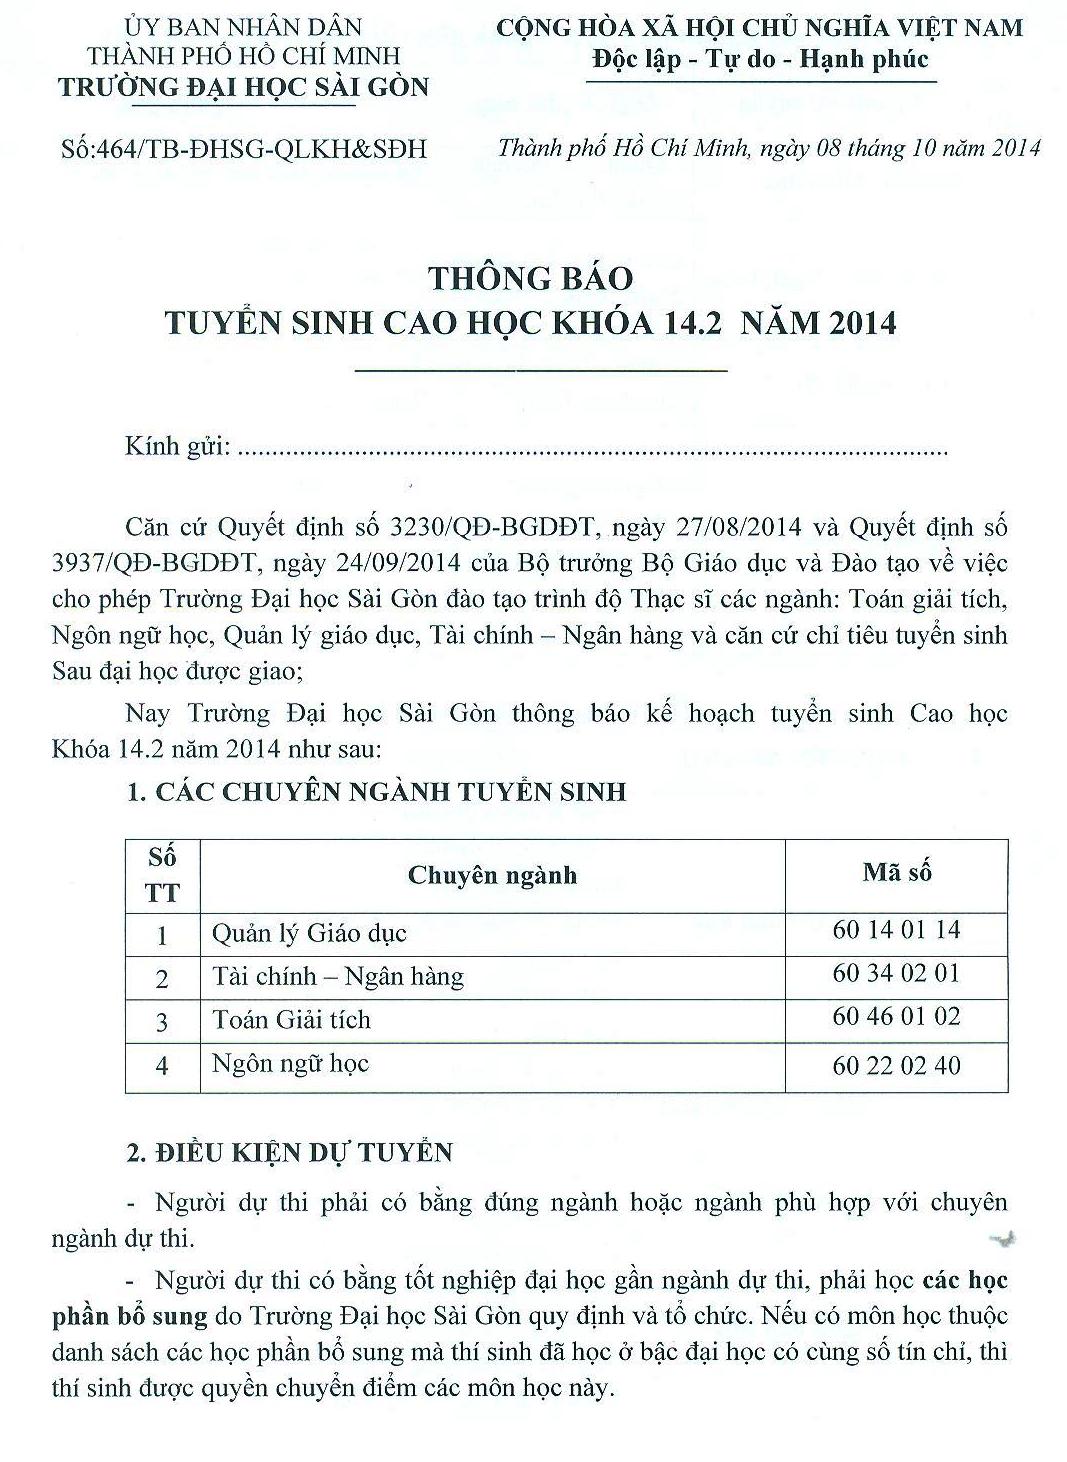 ỦY BAN NHÂN DÂN
THÀNH PHỐ HỒ CHÍ MINH
TRƯỜNG ĐẠI HỌC SÀI GÒN
CỘNG HÒA XÃ HỘI CHỦ NGHĨA VIỆT NAM
Độc lập - Tự do - Hạnh phúc
Số:464/TB-ĐHSG-QLKH&SĐH
Thành phố Hồ Chí Minh, ngày 08 tháng 10 năm 2014
THÔNG BÁO
TUYỂN SINH CAO HỌC KHÓA 14.2 NĂM 2014
Kính gửi: ........................................................................................................
Căn cứ Quyết định số 3230/QĐ-BGDĐT, ngày 27/08/2014 và Quyết định số
3937/QĐ-BGDĐT, ngày 24/09/2014 của Bộ trưởng Bộ Giáo dục và Đào tạo về việc
cho phép Trường Đại học Sài Gòn đào tạo trình độ Thạc sĩ các ngành: Toán giải tích,
Ngôn ngữ học, Quản lý giáo dục, Tài chính – Ngân hàng và căn cứ chỉ tiêu tuyển sinh
Sau đại học được giao;
Nay Trường Đại học Sài Gòn thông báo kế hoạch tuyển sinh Cao học
Khóa 14.2 năm 2014 như sau:
1. CÁC CHUYÊN NGÀNH TUYỂN SINH
Số TT Chuyên ngành Mã số
1 Quản lý Giáo dục 60 14 01 14
2 Tài chính – Ngân hàng 60 34 02 01
3 Toán Giải tích 60 46 01 02
4 Ngôn ngữ học 60 22 02 40
2. ĐIỀU KIỆN DỰ TUYỂN
- Người dự thi phải có bằng đúng ngành hoặc ngành phù hợp với chuyên
ngành dự thi.
- Người dự thi có bằng tốt nghiệp đại học gần ngành dự thi, phải học các học
phần bổ sung do Trường Đại học Sài Gòn quy định và tổ chức. Nếu có môn học thuộc
danh sách các học phần bổ sung mà thí sinh đã học ở bậc đại học có cùng số tín chỉ, thì
thí sinh được quyền chuyển điểm các môn học này.